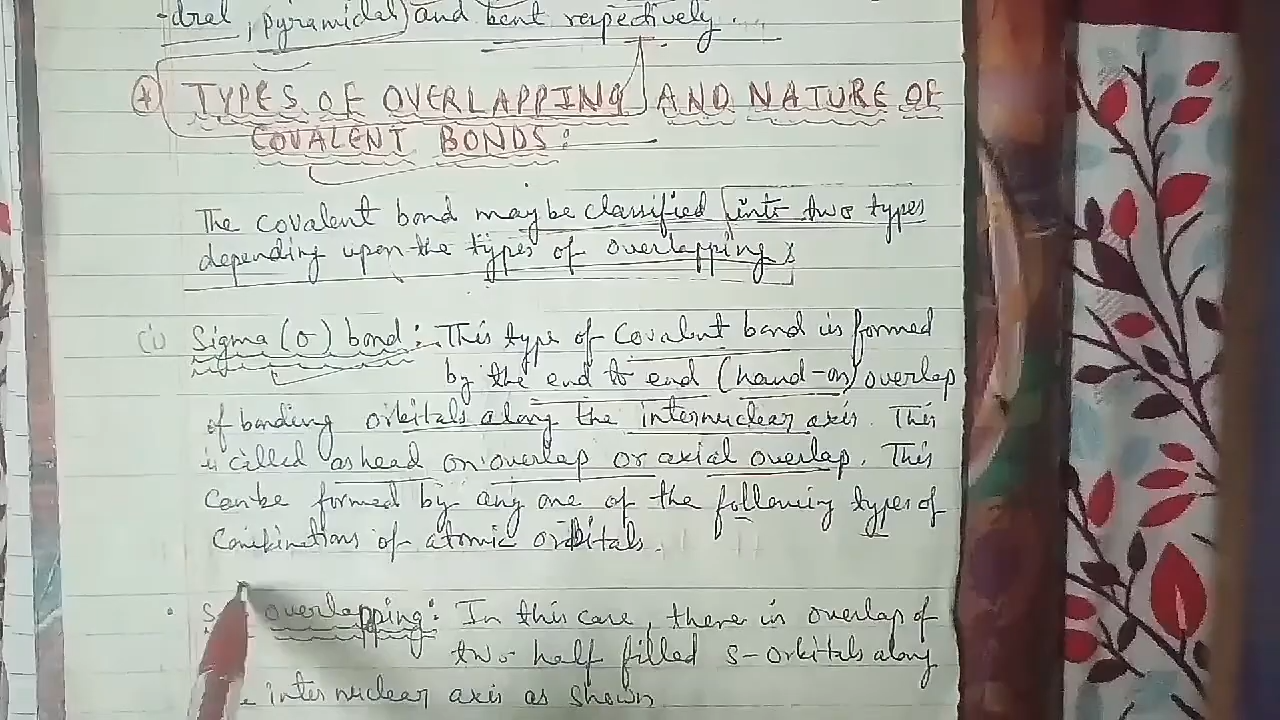 -dral, pyramidal) and bent respectively.
* TYPES OF OVERLAPPING AND NATURE OF
COVALENT BONDS:
The covalent bond may be classified into two types
depending upon the types of overlapping
(i) Sigma (σ) bond:- This type of Covalent bond is formed
by the end to end (hand-on) overlap
of bonding orbitals along the internuclear axis. This
is called as head on overlap or axial overlap. This
can be formed by any one of the following types of
Combinations of atomic orbitals.
• S overlapping: In this case, there is overlap of
two half filled s-orbitals along
internuclear axis as shown